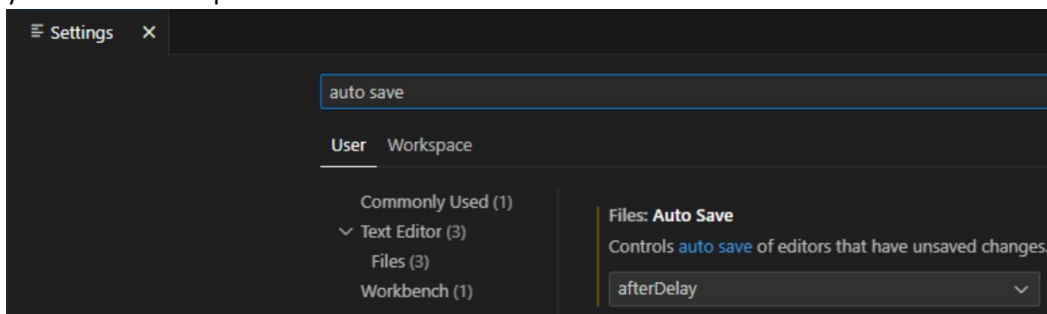 Settings
auto save
User Workspace
Commonly Used (1)
Text Editor (3)
Files (3)
Workbench (1)
Files: Auto Save
Controls auto save of editors that have unsaved changes.
afterDelay